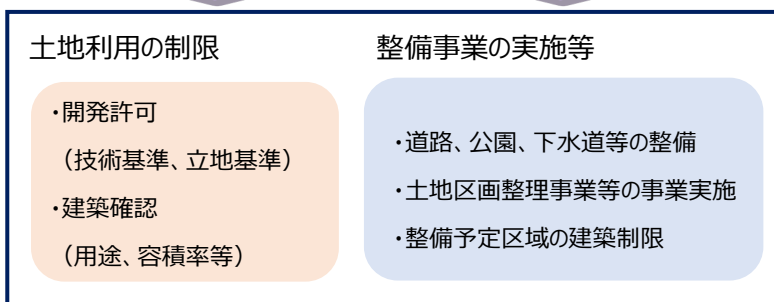 土地利用の制限
・開発許可
（技術基準、立地基準）
・建築確認
（用途、容積率等）
整備事業の実施等
・道路、公園、下水道等の整備
・土地区画整理事業等の事業実施
・整備予定区域の建築制限